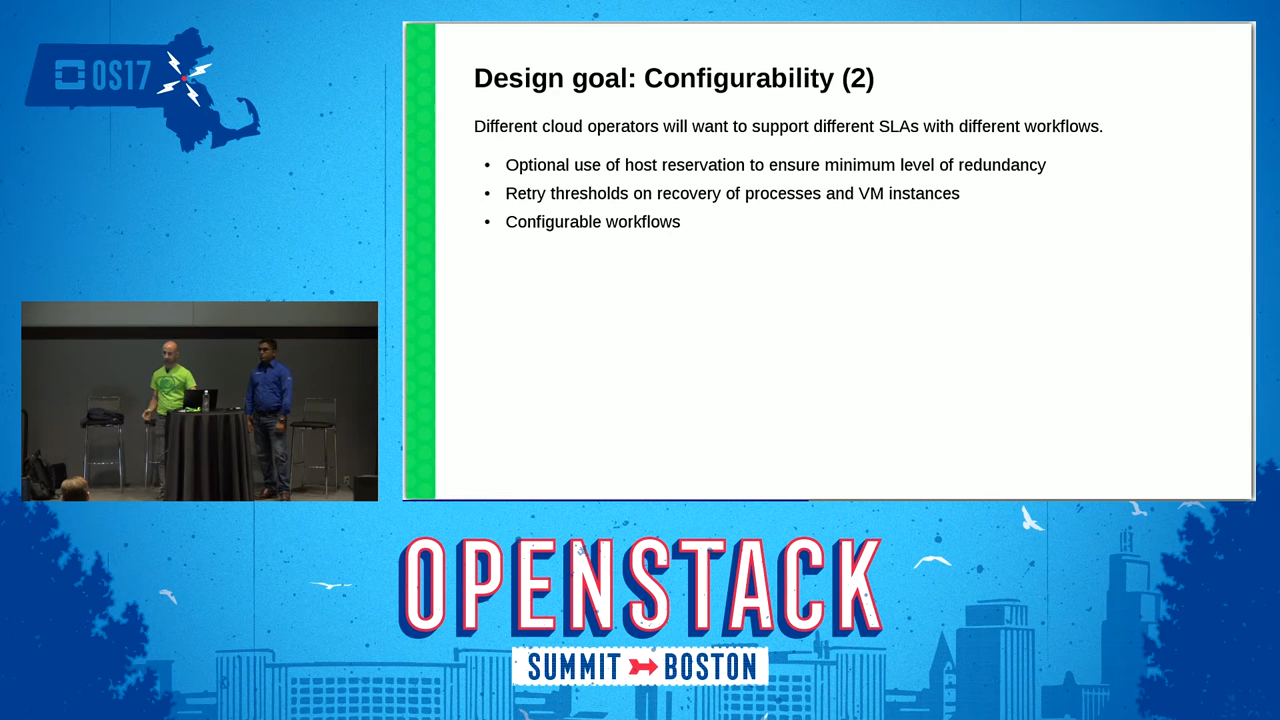 OS17
Design goal: Configurability (2)
Different cloud operators will want to support different SLAs with different workflows.
• Optional use of host reservation to ensure minimum level of redundancy
• Retry thresholds on recovery of processes and VM instances
• Configurable workflows
OPENSTACK
SUMMIT BOSTON